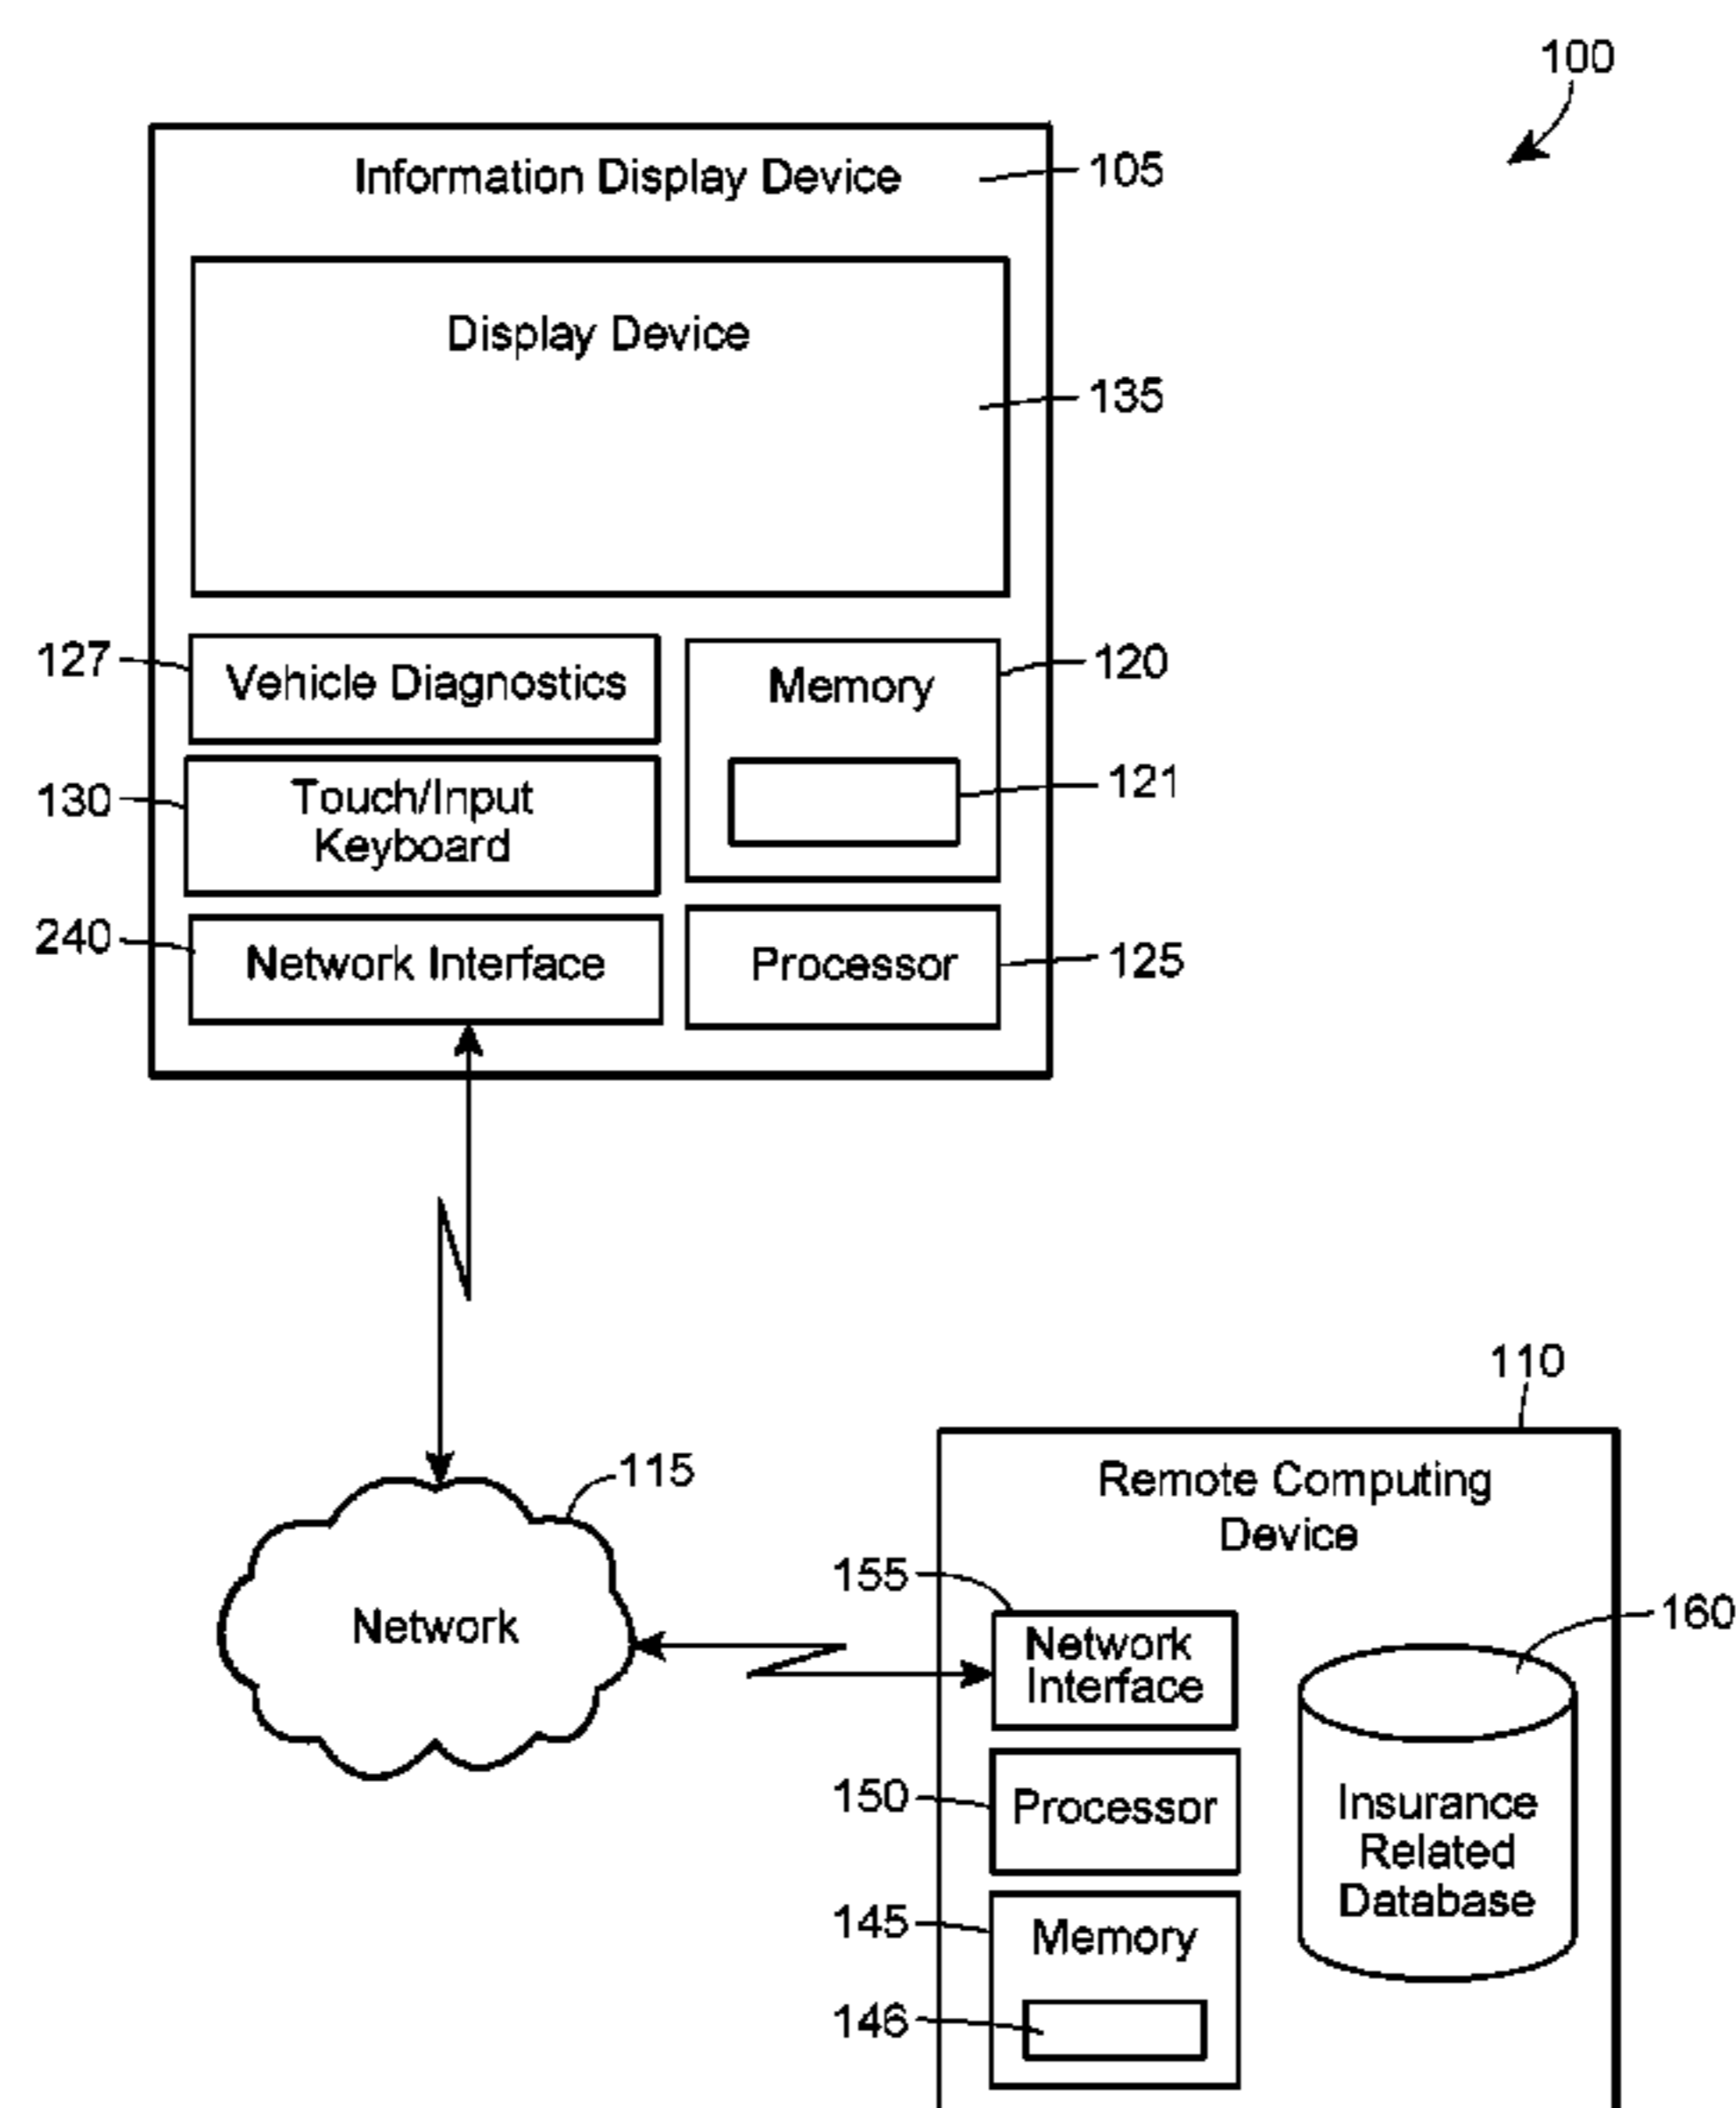 100
Information Display Device
105
Display Device
135
127
Vehicle Diagnostics
Memory
120
121
130
Touch/Input
Keyboard
240
Network Interface
Processor
125
110
Remote Computing
Device
115
Network
155
Network
Interface
160
150
Processor
Insurance
Related
Database
145
Memory
146